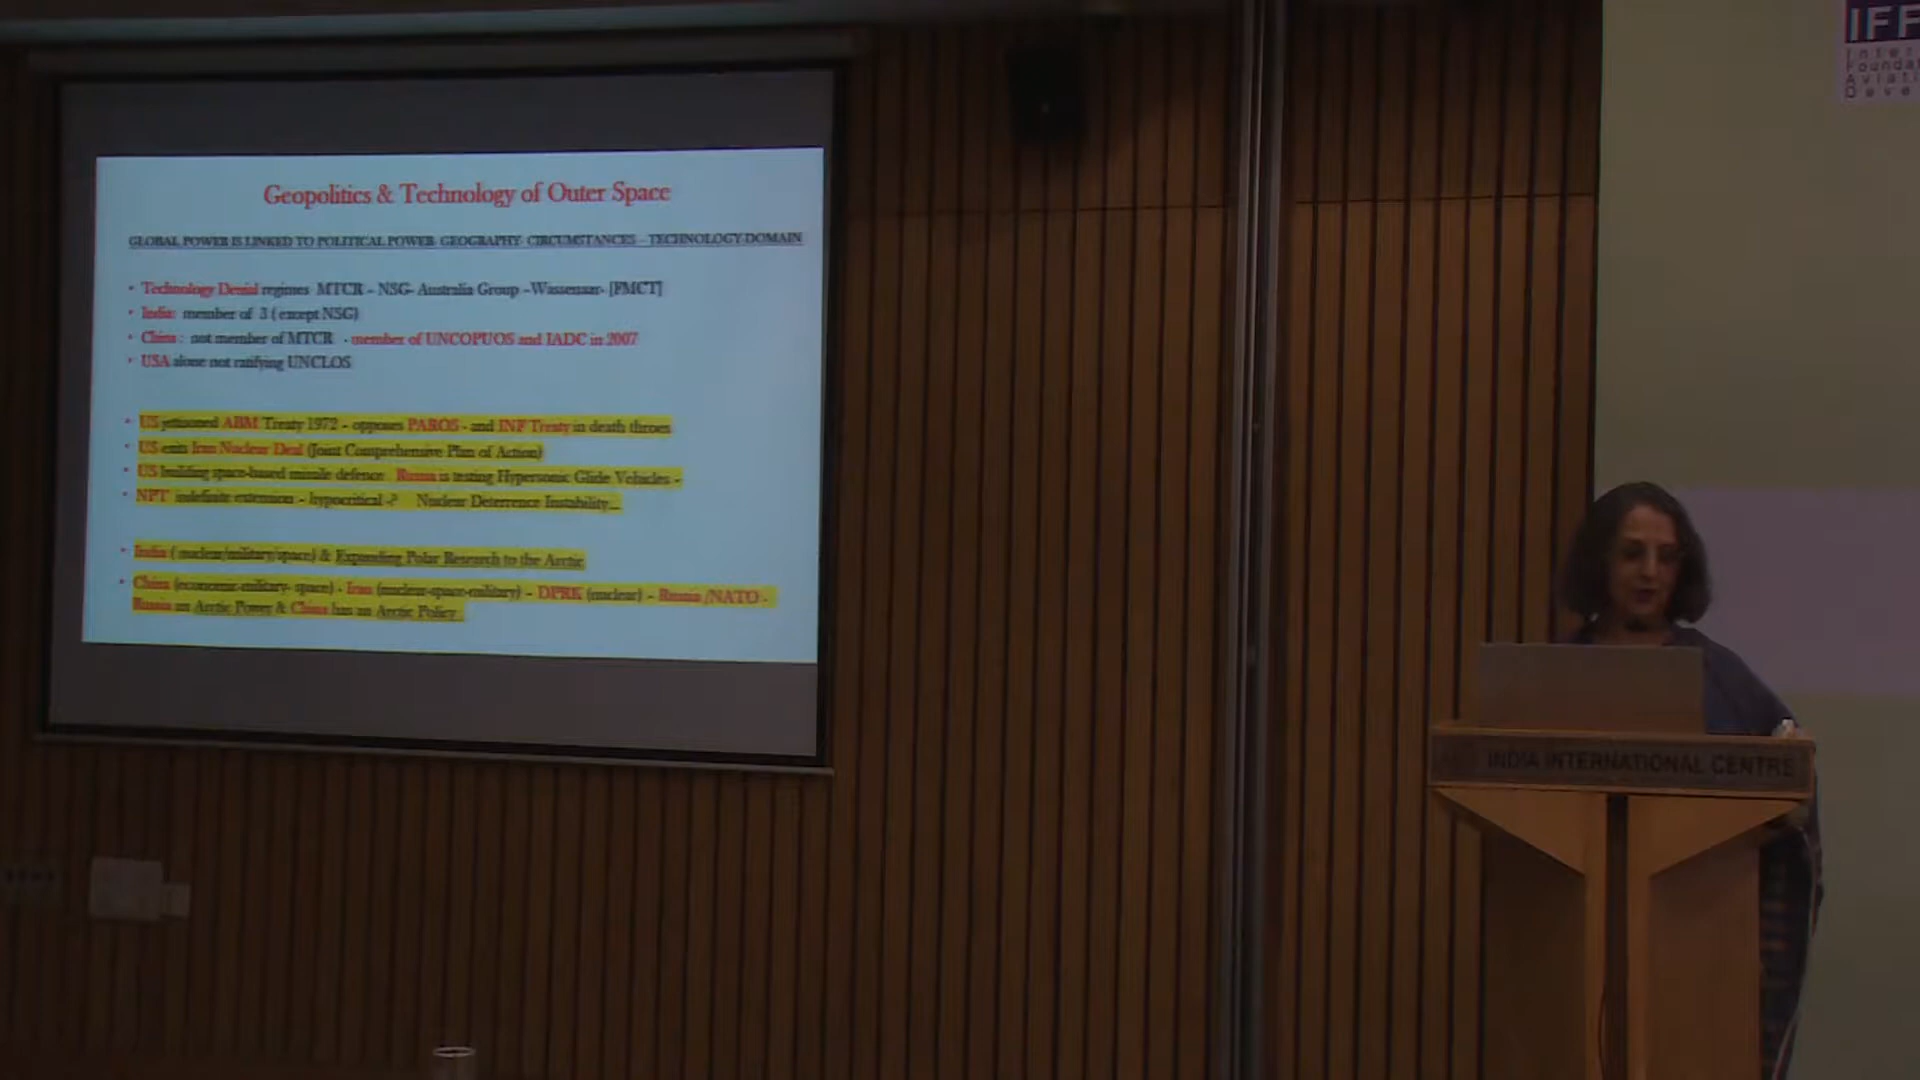 Geopolitics & Technology of Outer Space
GLOBAL POWER IS LINKED TO POLITICAL POWER- GEOGRAPHY- CIRCUMSTANCES – TECHNOLOGY-DOMAIN
• Technology Denial regimes MTCR – NSG- Australia Group –Wassenaar- [FMCT]
• India: member of 3 ( except NSG)
• China : not member of MTCR - member of UNCOPUOS and IADC in 2007
• USA alone not ratifying UNCLOS
• US jettisoned ABM Treaty 1972 - opposes PAROS - and INF Treaty in death throes
• US exits Iran Nuclear Deal (Joint Comprehensive Plan of Action)
• US building space-based missile defence Russia is testing Hypersonic Glide Vehicles -
• NPT indefinite extension – hypocritical -? Nuclear Deterrence Instability...
• India ( nuclear/military/space) & Expanding Polar Research to the Arctic
• China (economic-military- space) - Iran (nuclear-space-military) – DPRK (nuclear) – Russia /NATO -
Russia an Arctic Power & China has an Arctic Policy .
IFF
Inter
Founda
Aviati
Deve
INDIA INTERNATIONAL CENTRE